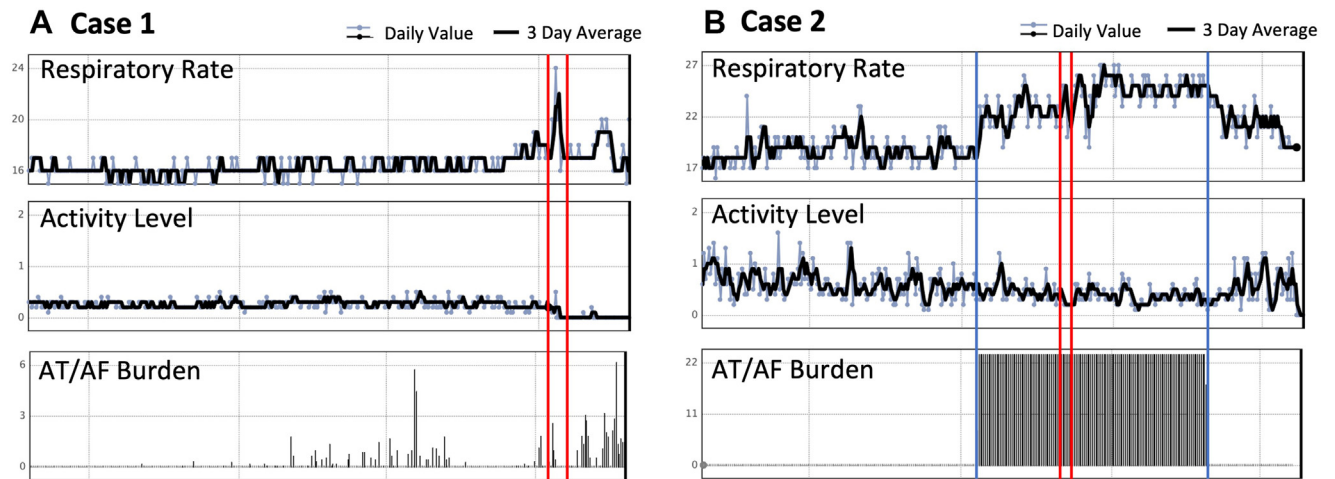 A Case 1
Daily Value 3 Day Average
24
Respiratory Rate
20
16
2
Activity Level
1
0
6
AT/AF Burden
3
0
B Case 2
Daily Value 3 Day Average
27
Respiratory Rate
22
17
2
Activity Level
1
0
22
AT/AF Burden
11
0